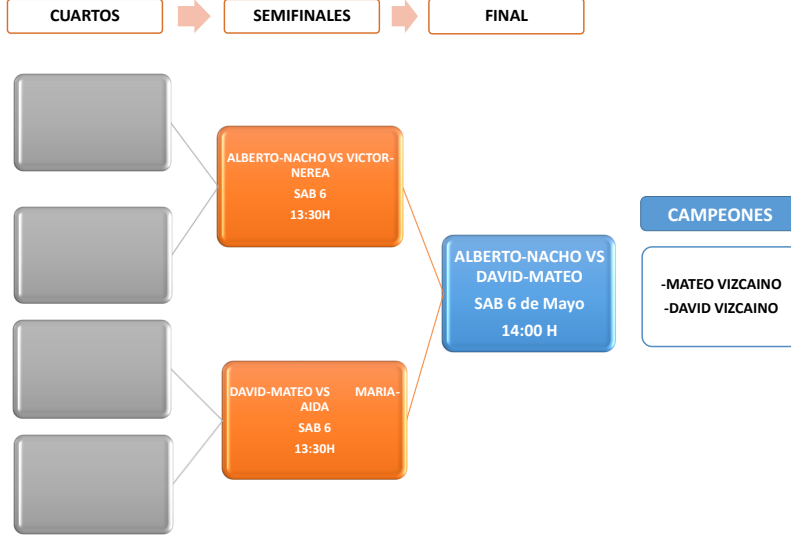 CUARTOS
SEMIFINALES
FINAL
ALBERTO-NACHO VS VICTOR-
NEREA
SAB 6
13:30H
DAVID-MATEO VS MARIA-
AIDA
SAB 6
13:30H
ALBERTO-NACHO VS
DAVID-MATEO
SAB 6 de Mayo
14:00 H
CAMPEONES
-MATEO VIZCAINO
-DAVID VIZCAINO